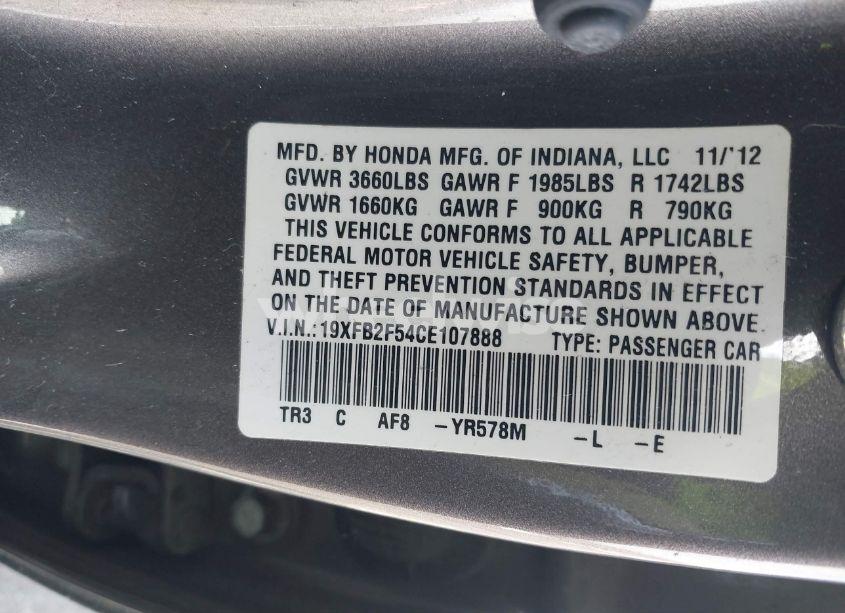 MFD. BY HONDA MFG. OF INDIANA, LLC 11/'12
GVWR 3660LBS GAWR F 1985LBS R 1742LBS
GVWR 1660KG GAWR F 900KG R 790KG
THIS VEHICLE CONFORMS TO ALL APPLICABLE
FEDERAL MOTOR VEHICLE SAFETY, BUMPER,
AND THEFT PREVENTION STANDARDS IN EFFECT
ON THE DATE OF MANUFACTURE SHOWN ABOVE.
V.I.N.:19XFB2F54CE107888 TYPE: PASSENGER CAR
TR3 C AF8 -YR578M -L -E